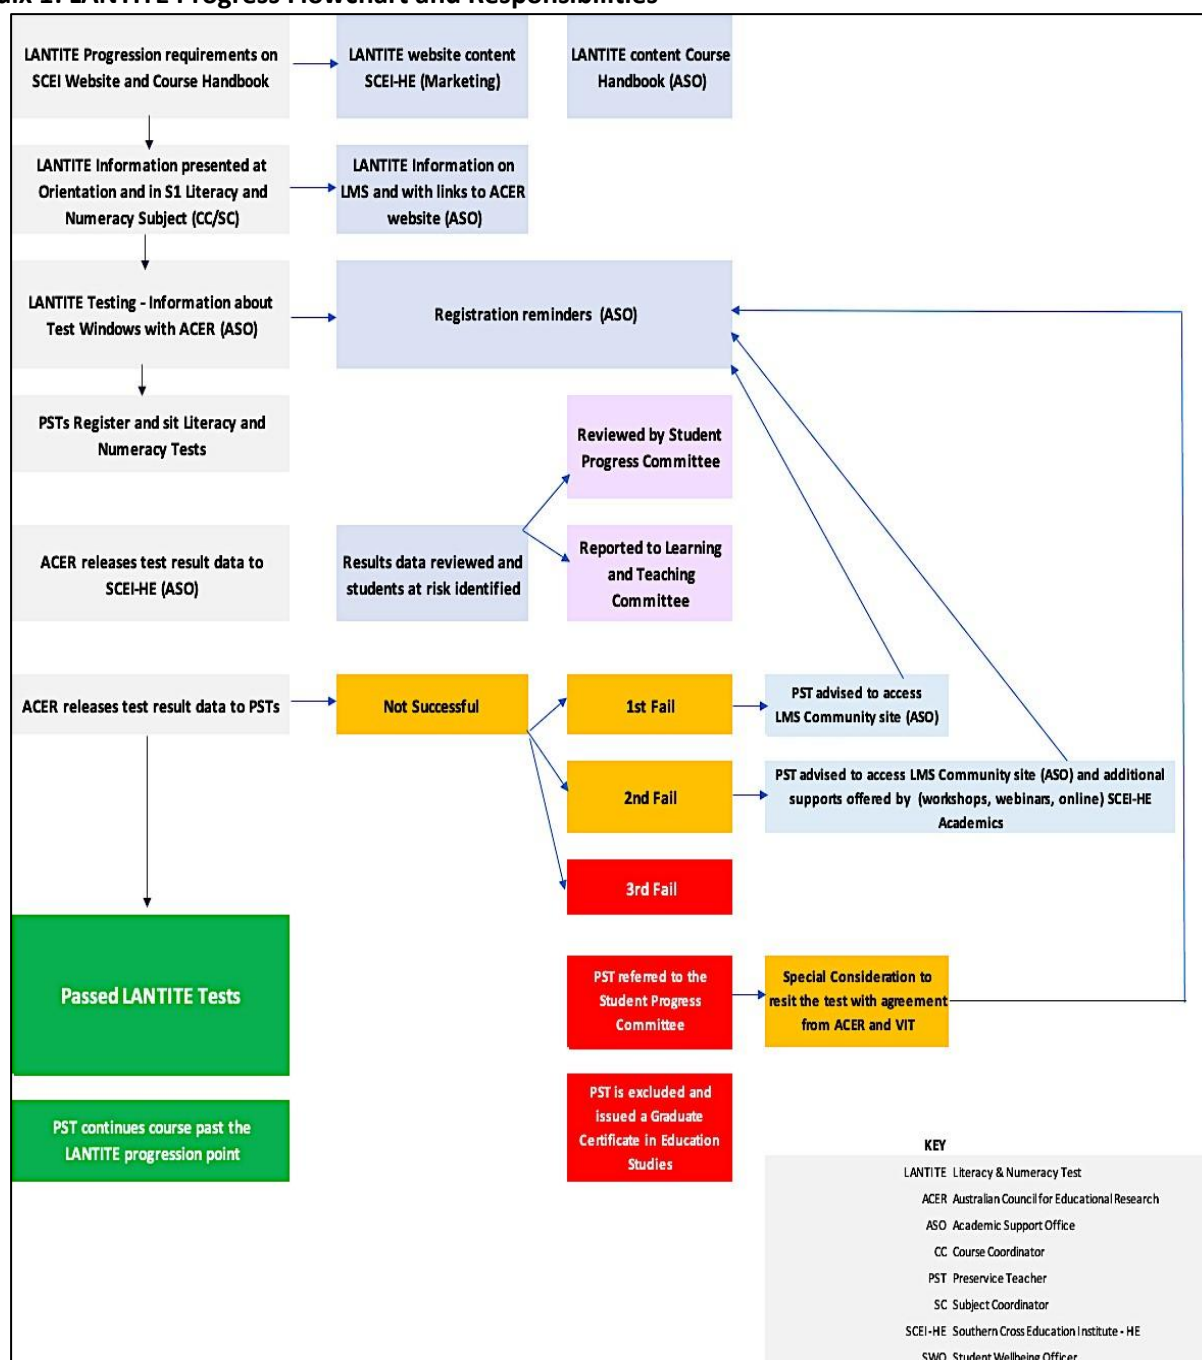 1: LANTITE Progress Flowchart and Responsibilities
LANTITE Progression requirements on
SCEI Website and Course Handbook
LANTITE website content
SCEI-HE (Marketing)
LANTITE content Course
Handbook (ASO)
LANTITE Information presented at
Orientation and in S1 Literacy and
Numeracy Subject (CC/SC)
LANTITE Information on
LMS and with links to ACER
website (ASO)
LANTITE Testing - Information about
Test Windows with ACER (ASO)
Registration reminders (ASO)
PSTs Register and sit Literacy and
Numeracy Tests
Reviewed by Student
Progress Committee
ACER releases test result data to
SCEI-HE (ASO)
Results data reviewed and
students at risk identified
Reported to Learning
and Teaching
Committee
ACER releases test result data to PSTs
Not Successful
1st Fail
PST advised to access
LMS Community site (ASO)
2nd Fail
PST advised to access LMS Community site (ASO) and additional
supports offered by (workshops, webinars, online) SCEI-HE
Academics
3rd Fail
Passed LANTITE Tests
PST referred to the
Student Progress
Committee
Special Consideration to
resit the test with agreement
from ACER and VIT
PST continues course past the
LANTITE progression point
PST is excluded and
issued a Graduate
Certificate in Education
Studies
KEY
LANTITE Literacy & Numeracy Test
ACER Australian Council for Educational Research
ASO Academic Support Office
CC Course Coordinator
PST Preservice Teacher
SC Subject Coordinator
SCEI-HE Southern Cross Education Institute - HE
SWO Student Wellbeing Officer